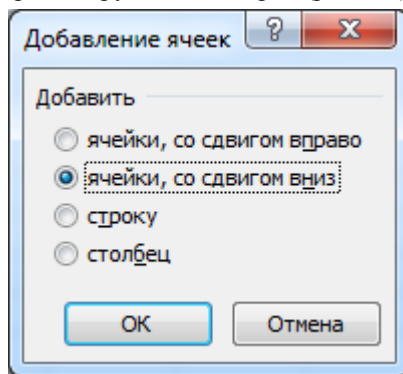 Добавление ячеек
Добавить
ячейки, со сдвигом вправо
ячейки, со сдвигом вниз
строку
столбец
ОК
Отмена